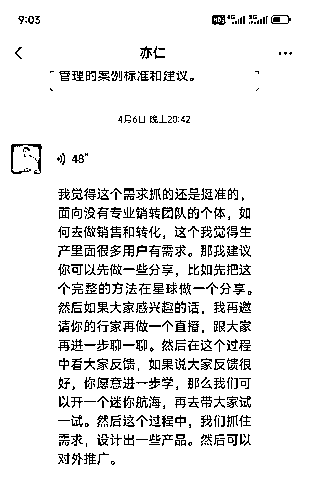 9:03
亦仁
管理的案例标准和建议。
4月6日 晚上20:42
48"
我觉得这个需求抓的还是挺准的,
面向没有专业销转团队的个体,如
何去做销售和转化,这个我觉得生
产里面很多用户有需求。那我建议
你可以先做一些分享,比如先把这
个完整的方法在星球做一个分享。
然后如果大家感兴趣的话,我再邀
请你的行家再做一个直播,跟大家
再进一步聊一聊。然后在这个过程
中看大家反馈,如果说大家反馈很
好,你愿意进一步学,那么我们可
以开一个迷你航海,再去带大家试
一试。然后这个过程中,我们抓住
需求,设计出一些产品。然后可以
对外推广。